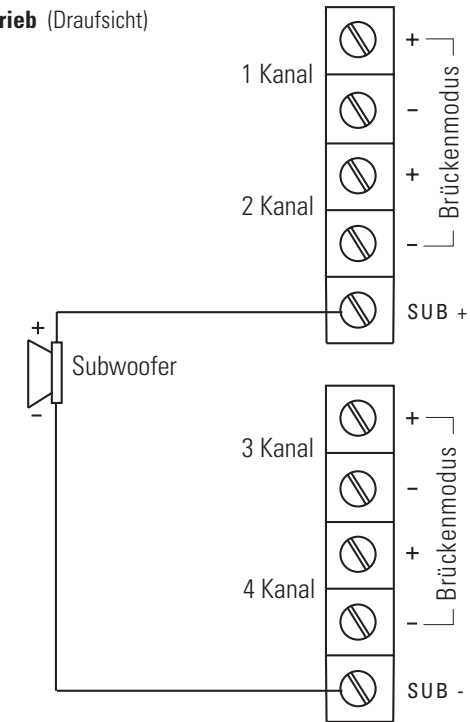 rieb (Draufsicht)
1 Kanal
+
-
2 Kanal
+
-
Brückenmodus
SUB +
+
Subwoofer
-
3 Kanal
+
-
4 Kanal
+
-
Brückenmodus
SUB -